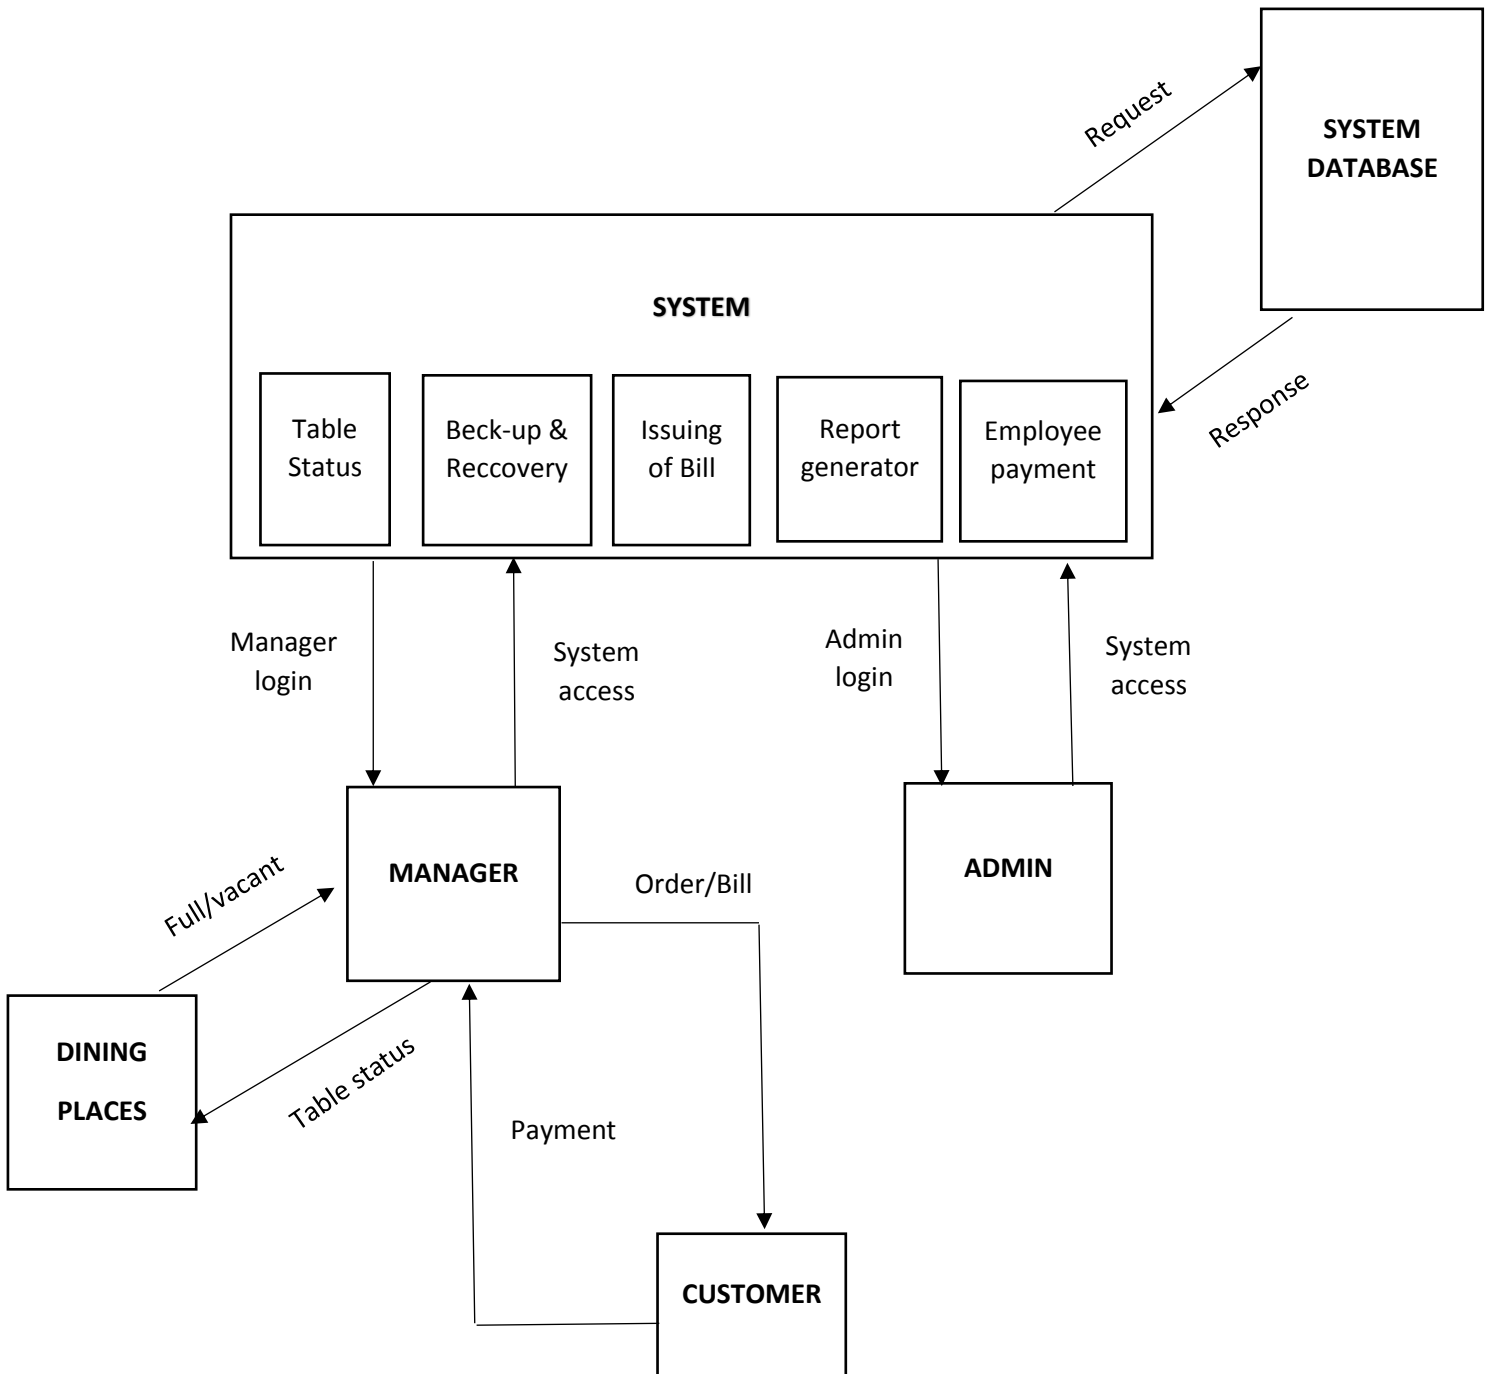 Request
SYSTEM
DATABASE
SYSTEM
Response
Table
Status
Beck-up &
Reccovery
Issuing
of Bill
Report
generator
Employee
payment
Manager
login
System
access
Admin
login
System
access
MANAGER
ADMIN
Order/Bill
Full/vacant
DINING
PLACES
Table status
Payment
CUSTOMER